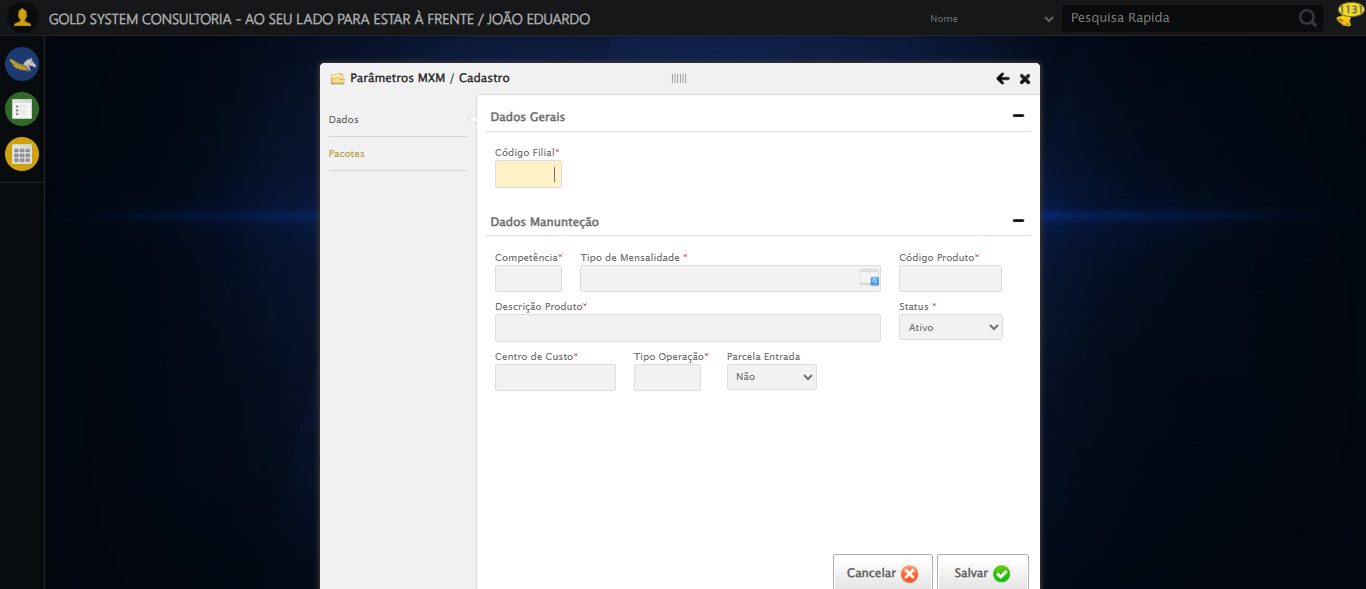 GOLD SYSTEM CONSULTORIA - AO SEU LADO PARA ESTAR À FRENTE / JOÃO EDUARDO
Nome
Pesquisa Rapida
113
Parâmetros MXM / Cadastro
Dados
Pacotes
Dados Gerais
Código Filial*
Dados Manunteção
Competência* Tipo de Mensalidade * Código Produto*
Descrição Produto* Status *
Ativo
Centro de Custo* Tipo Operação* Parcela Entrada
Não
Cancelar Salvar